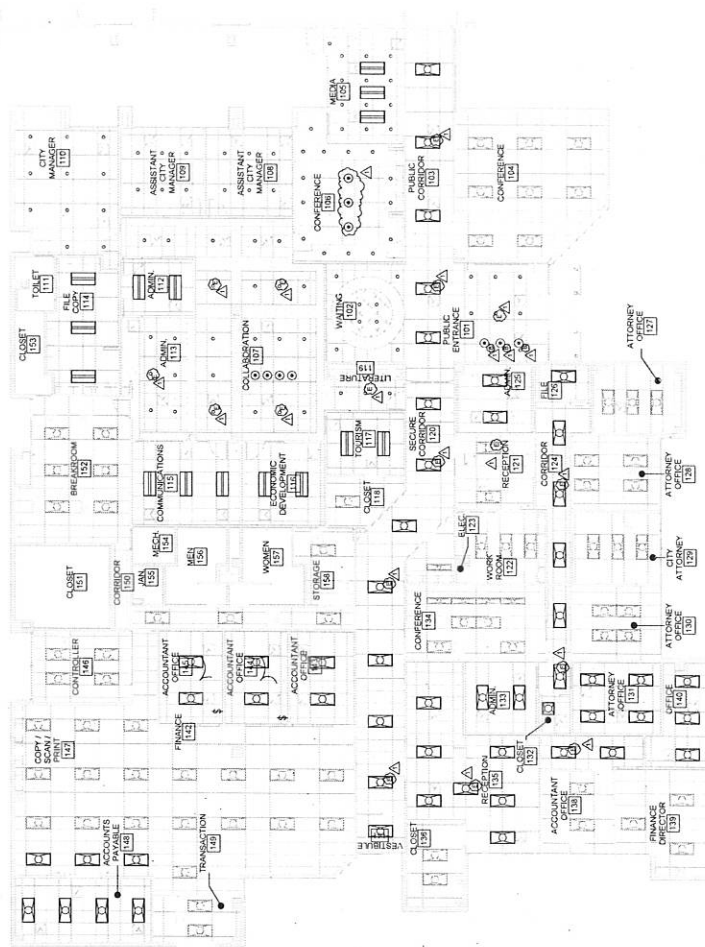 CITY
MANAGER
110
TOILET
111
FILE
COPY
114
CLOSET
153
BREAKROOM
152
CLOSET
151
CORRIDOR
150
CONTROLLER
146
COPY /
SCAN /
PRINT
147
ACCOUNTS
PAYABLE
148
TRANSACTION
149
ASSISTANT
CITY
MANAGER
109
ASSISTANT
CITY
MANAGER
108
ADMIN.
112
ADMIN.
113
COLLABORATION
107
COMMUNICATIONS
115
ECONOMIC
DEVELOPMENT
116
MECH.
154
JAN.
155
MEN
156
WOMEN
157
STORAGE
158
ACCOUNTANT
OFFICE
ACCOUNTANT
OFFICE
144
ACCOUNTANT
OFFICE
FINANCE
142
$
$
MEDIA
105
CONFERENCE
106
WAITING
102
LITERATURE
119
TOURISM
117
CLOSET
118
VESTIBULE
PUBLIC
CORRIDOR
103
CONFERENCE
104
PUBLIC
ENTRANCE
101
SECURE
CORRIDOR
120
RECEPTION
121
ADMIN.
125
FILE
126
CORRIDOR
124
ELEC.
123
WORK
ROOM
122
CONFERENCE
134
ADMIN.
133
CLOSET
132
RECEPTION
135
CLOSET
136
ATTORNEY
OFFICE
127
ATTORNEY
OFFICE
128
CITY
ATTORNEY
129
ATTORNEY
OFFICE
130
ATTORNEY
OFFICE
131
OFFICE
140
ACCOUNTANT
OFFICE
138
FINANCE
DIRECTOR
139